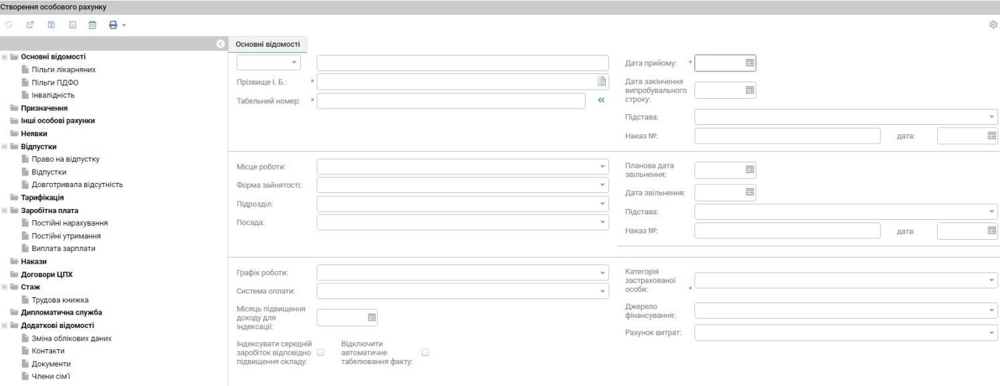 Створення особового рахунку
Основні відомості
Пільги лікарняних
Пільги ПДФО
Інвалідність
Призначення
Інші особові рахунки
Неявки
Відпустки
Право на відпустку
Відпустки
Довготривала відсутність
Тарифікація
Заробітна плата
Постійні нарахування
Постійні утримання
Виплата зарплати
Накази
Договори ЦПХ
Стаж
Трудова книжка
Дипломатична служба
Додаткові відомості
Зміна облікових даних
Контакти
Документи
Члени сім'ї
Основні відомості
Прізвище І. Б.: *
Табельний номер: *
Дата прийому: *
Дата закінчення
випробувального
строку:
Підстава:
Наказ №:
дата:
Місце роботи:
Форма зайнятості:
Підрозділ:
Посада:
Планова дата
звільнення:
Дата звільнення:
Підстава:
Наказ №:
дата:
Графік роботи:
Система оплати:
Місяць підвищення
доходу для
індексації:
Індексувати середній
заробіток відповідно
підвищення окладу:
Відключити
автоматичне
табелювання факту:
Категорія
застрахованої
особи: *
Джерело
фінансування:
Рахунок витрат: